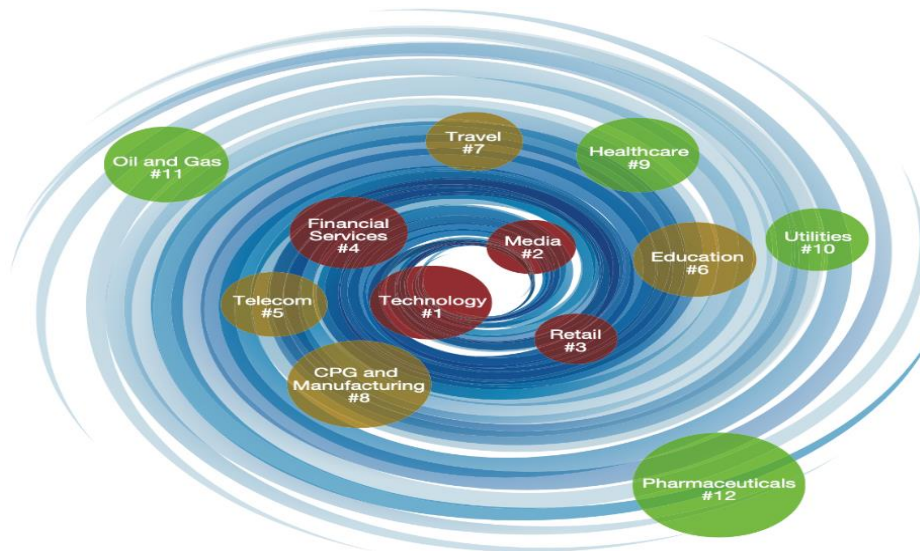 Travel
#7
Oil and Gas
#11
Healthcare
#9
Financial
Services
#4
Media
#2
Utilities
#10
Education
#6
Telecom
#5
Technology
#1
Retail
#3
CPG and
Manufacturing
#8
Pharmaceuticals
#12